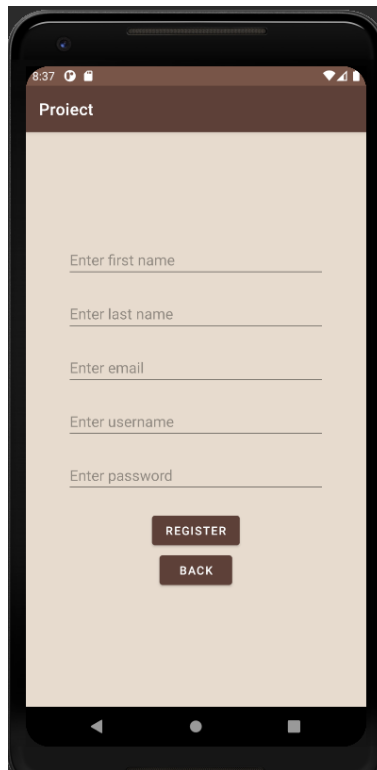 8:37
Proiect
Enter first name
Enter last name
Enter email
Enter username
Enter password
REGISTER
BACK